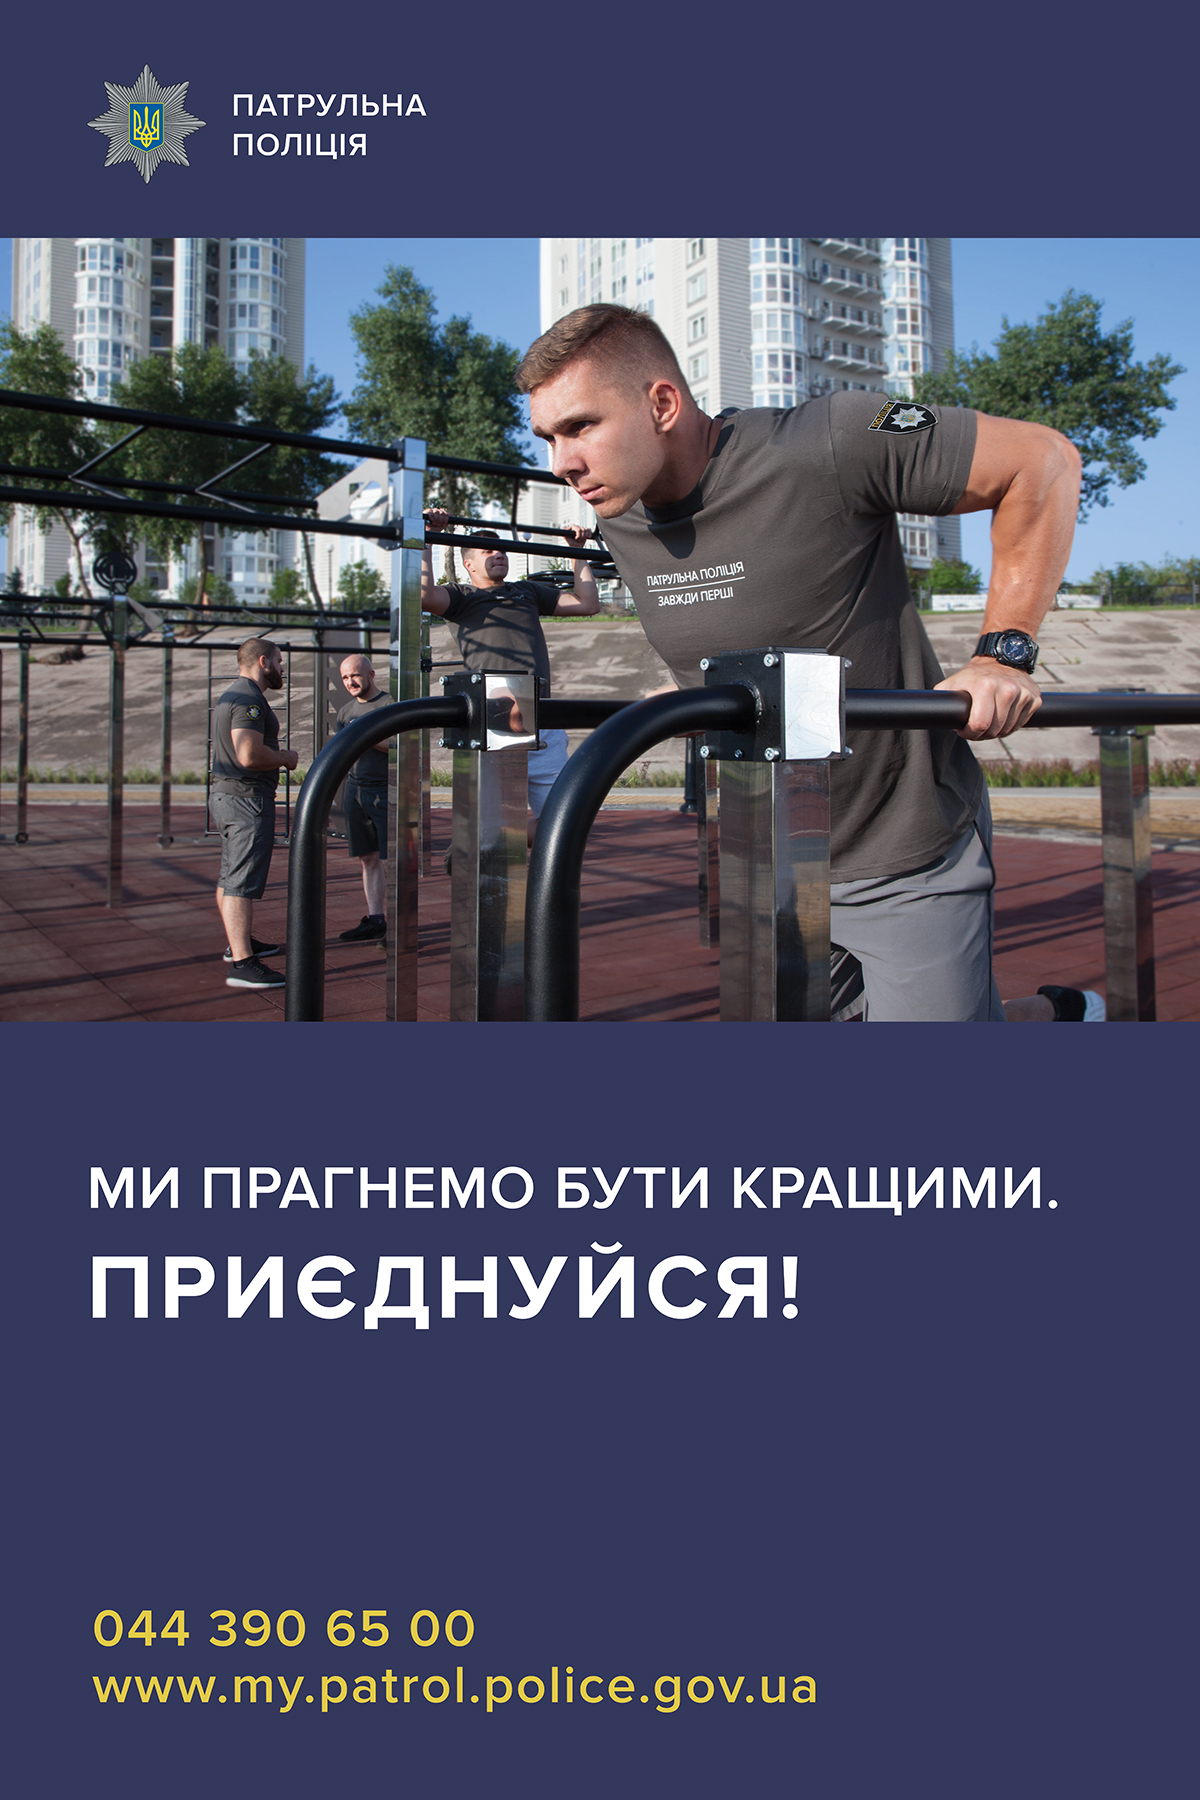 ПАТРУЛЬНА
ПОЛІЦІЯ
ПОЛІЦІЯ
ПАТРУЛЬНА ПОЛІЦІЯ
ЗАВЖДИ ПЕРШІ
МИ ПРАГНЕМО БУТИ КРАЩИМИ.
ПРИЄДНУЙСЯ!
044 390 65 00
www.my.patrol.police.gov.ua